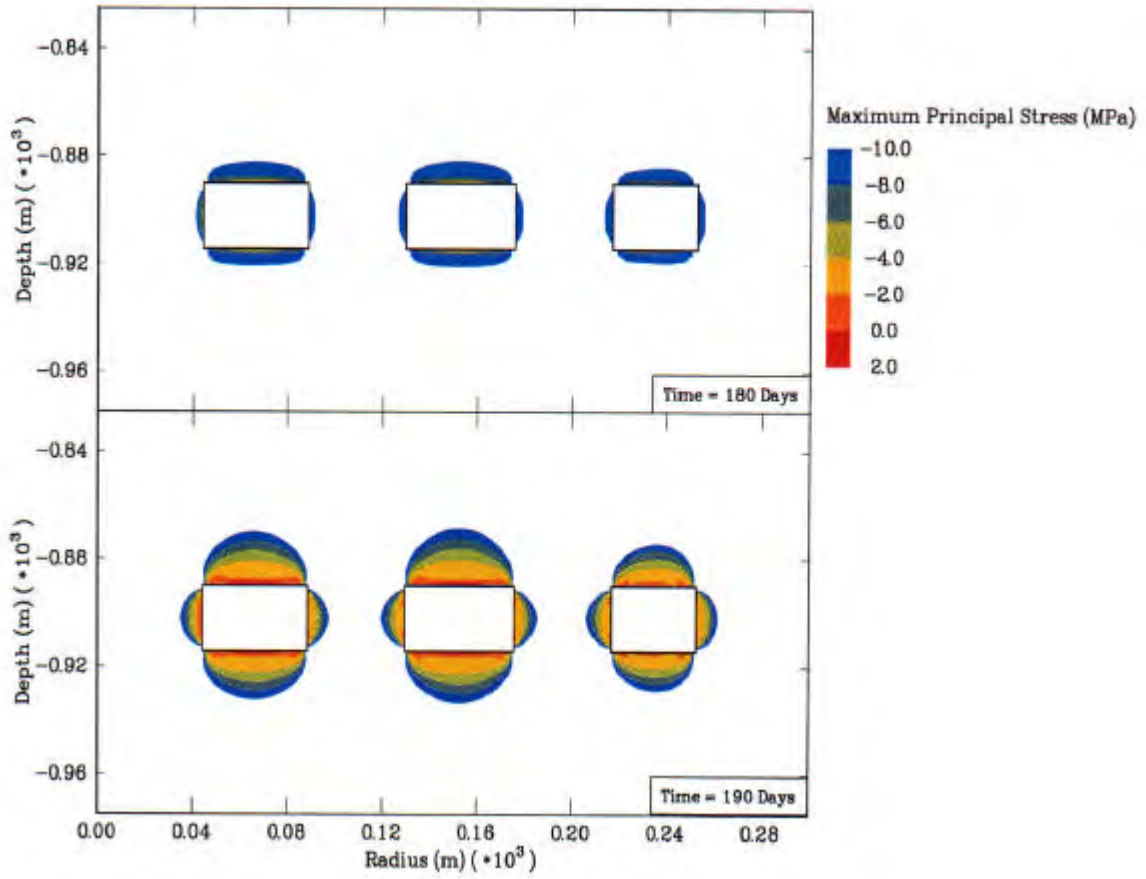 -0.84
-0.88
-0.92
-0.96
Depth (m) ( *10³)
Time = 180 Days
Maximum Principal Stress (MPa)
-10.0
-8.0
-6.0
-4.0
-2.0
0.0
2.0
-0.84
-0.88
-0.92
-0.96
Depth (m) ( *10³)
Time = 190 Days
0.00 0.04 0.08 0.12 0.16 0.20 0.24 0.28
Radius (m) ( *10³)